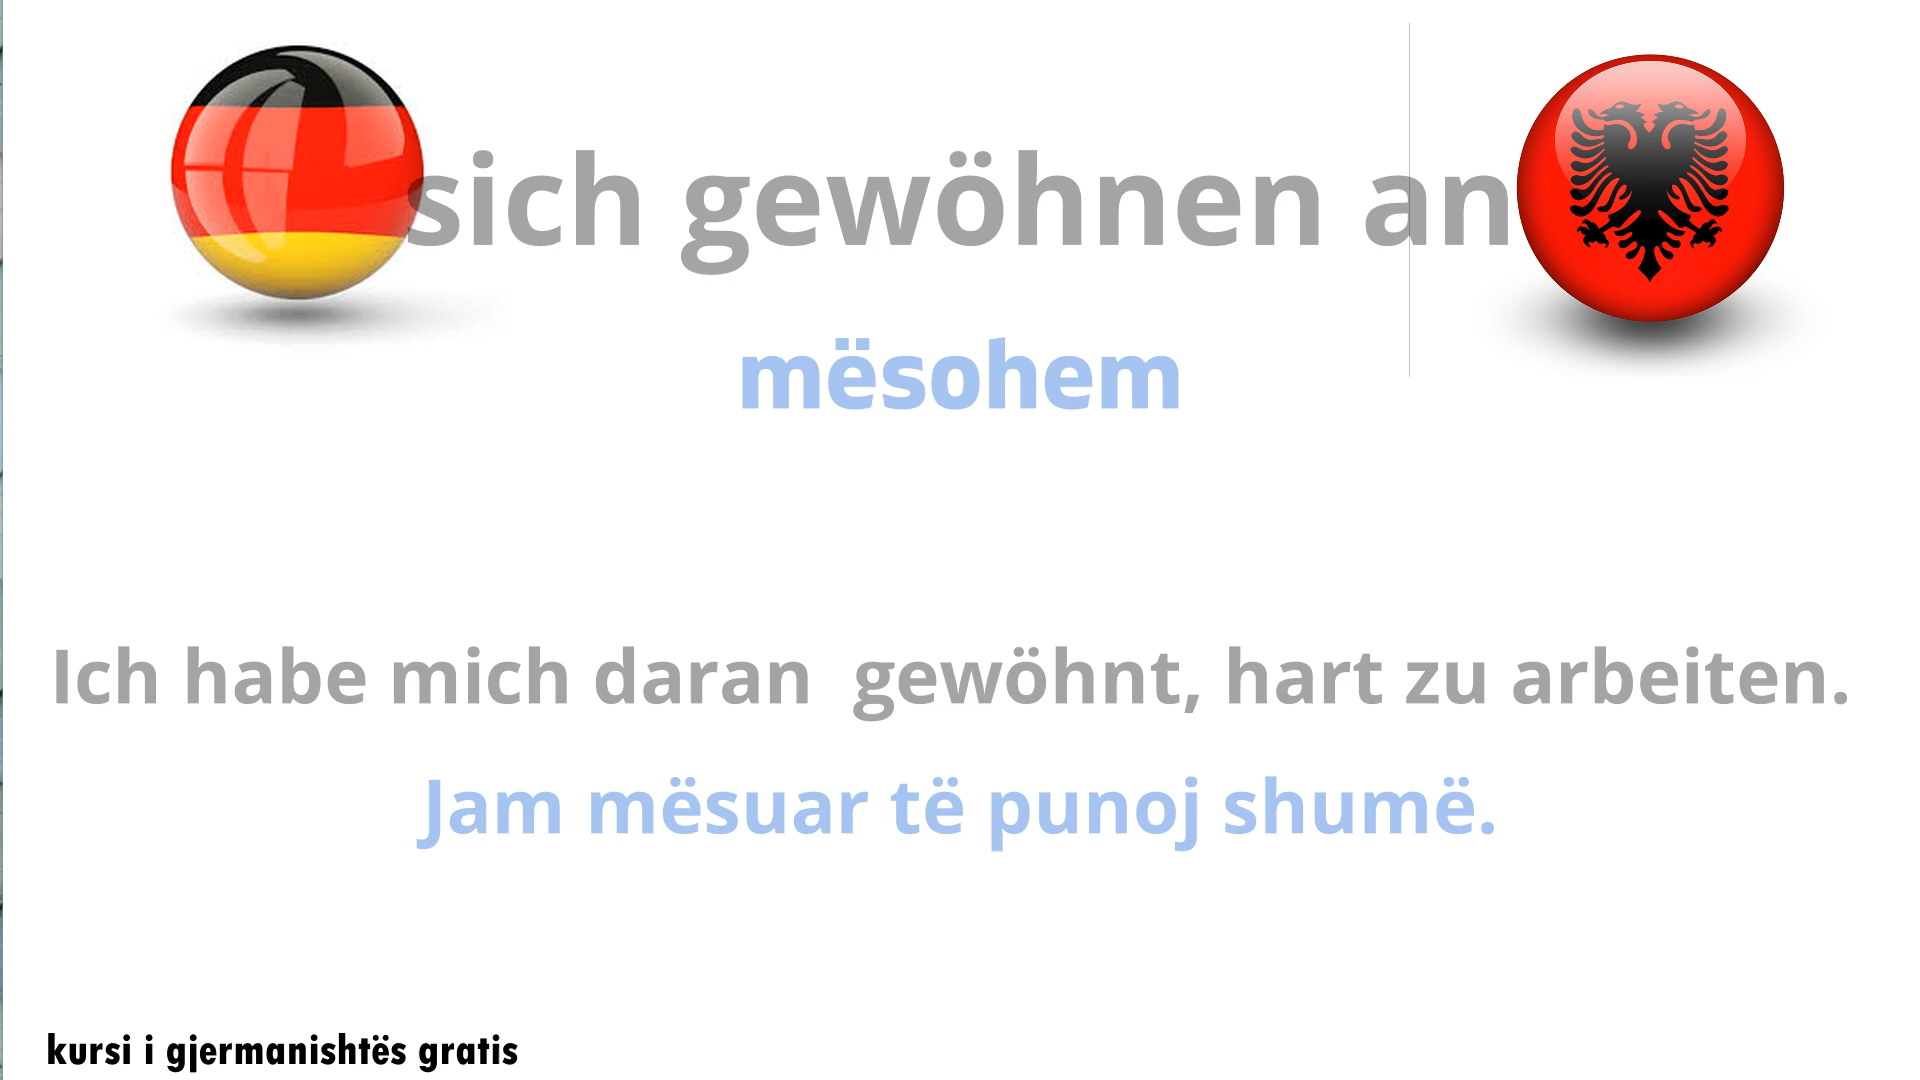 sich gewöhnen an
mësohem
Ich habe mich daran  gewöhnt, hart zu arbeiten.
Jam mësuar të punoj shumë.
kursi i gjermanishtës gratis